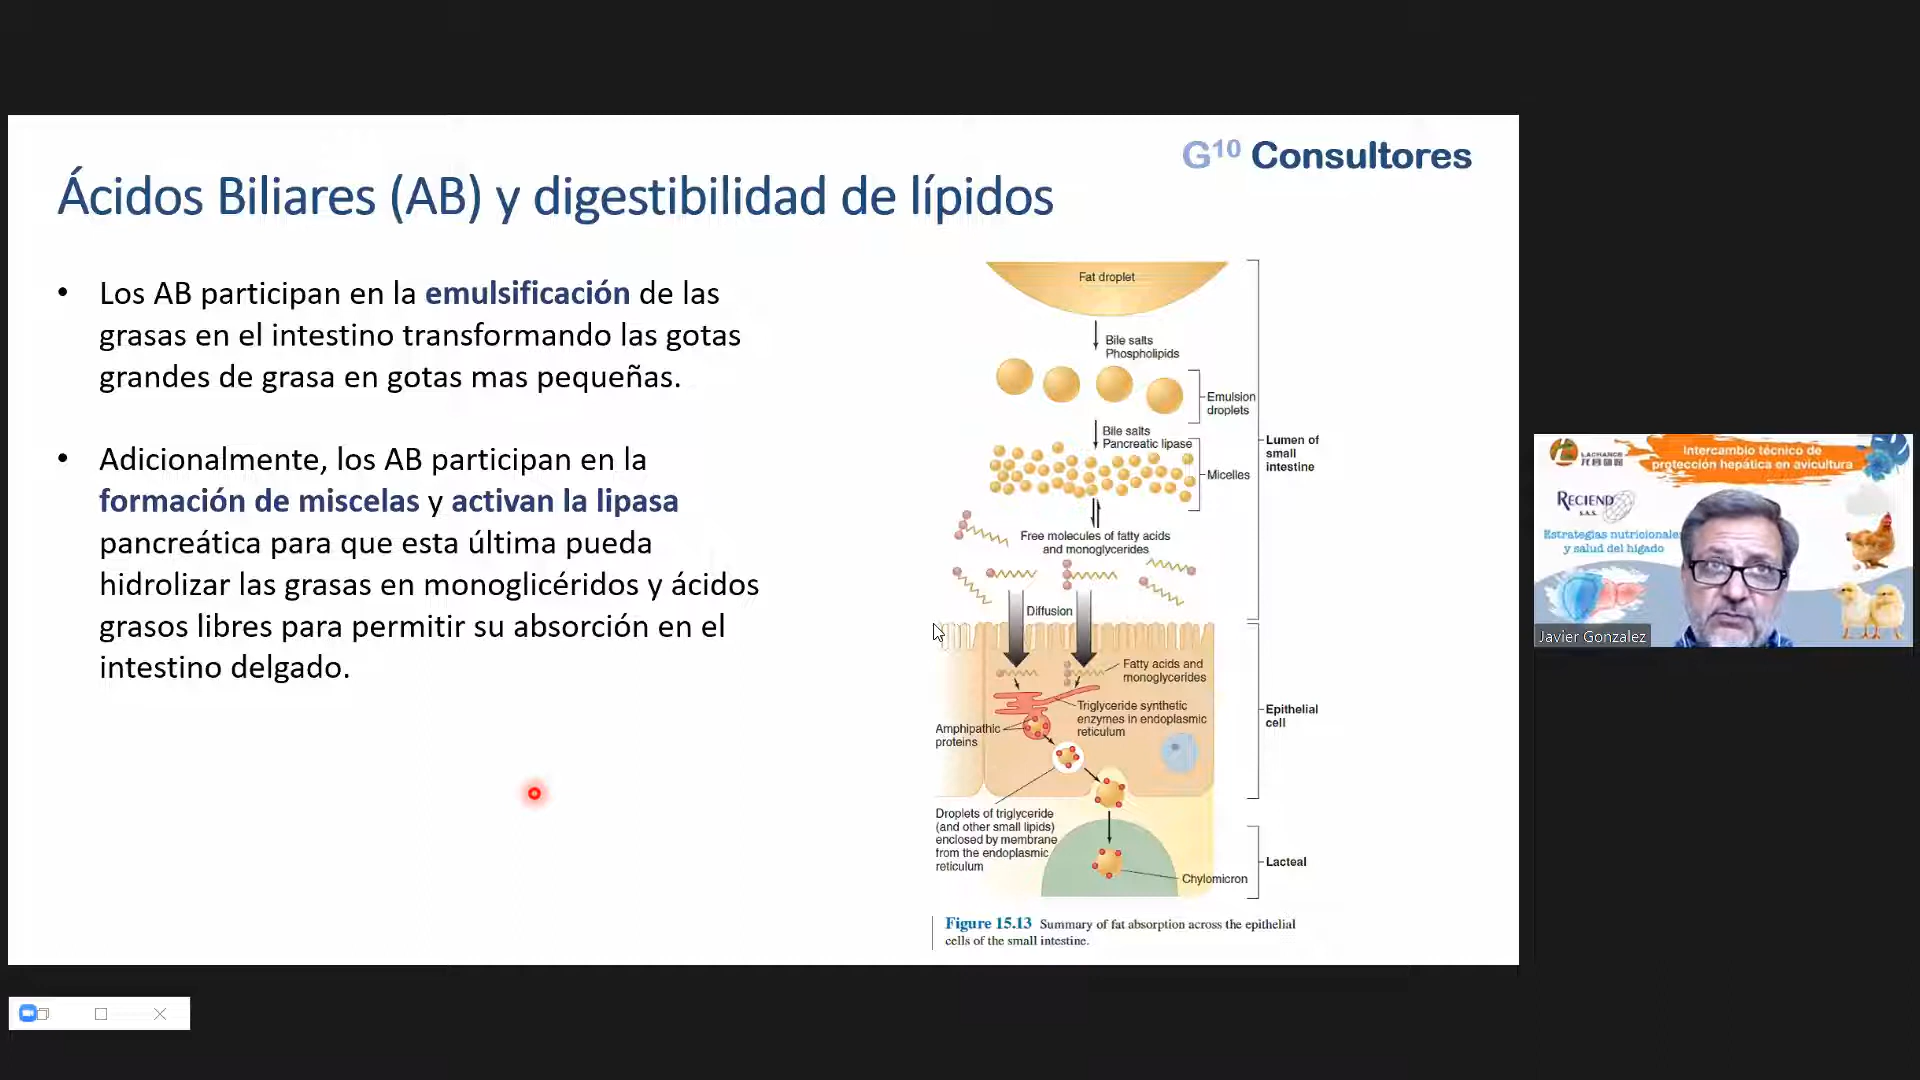 G10 Consultores
Ácidos Biliares (AB) y digestibilidad de lípidos
• Los AB participan en la emulsificación de las
grasas en el intestino transformando las gotas
grandes de grasa en gotas mas pequeñas.
• Adicionalmente, los AB participan en la
formación de miscelas y activan la lipasa
pancreática para que esta última pueda
hidrolizar las grasas en monoglicéridos y ácidos
grasos libres para permitir su absorción en el
intestino delgado.
Fat droplet
Bile salts
Phospholipids
Emulsion
droplets
Bile salts
Pancreatic lipase
Micelles
Lumen of
small
intestine
Free molecules of fatty acids
and monoglycerides
Diffusion
Fatty acids and
monoglycerides
Triglyceride synthetic
enzymes in endoplasmic
reticulum
Amphipathic
proteins
Epithelial
cell
Droplets of triglyceride
(and other small lipids)
enclosed by membrane
from the endoplasmic
reticulum
Lacteal
Chylomicron
Figure 15.13 Summary of fat absorption across the epithelial
cells of the small intestine.
LACHANCE
Intercambio técnico de
protección hepática en avicultura
RECIEND
S.A.S.
Estrategias nutricionales
y salud del hígado
Javier Gonzalez